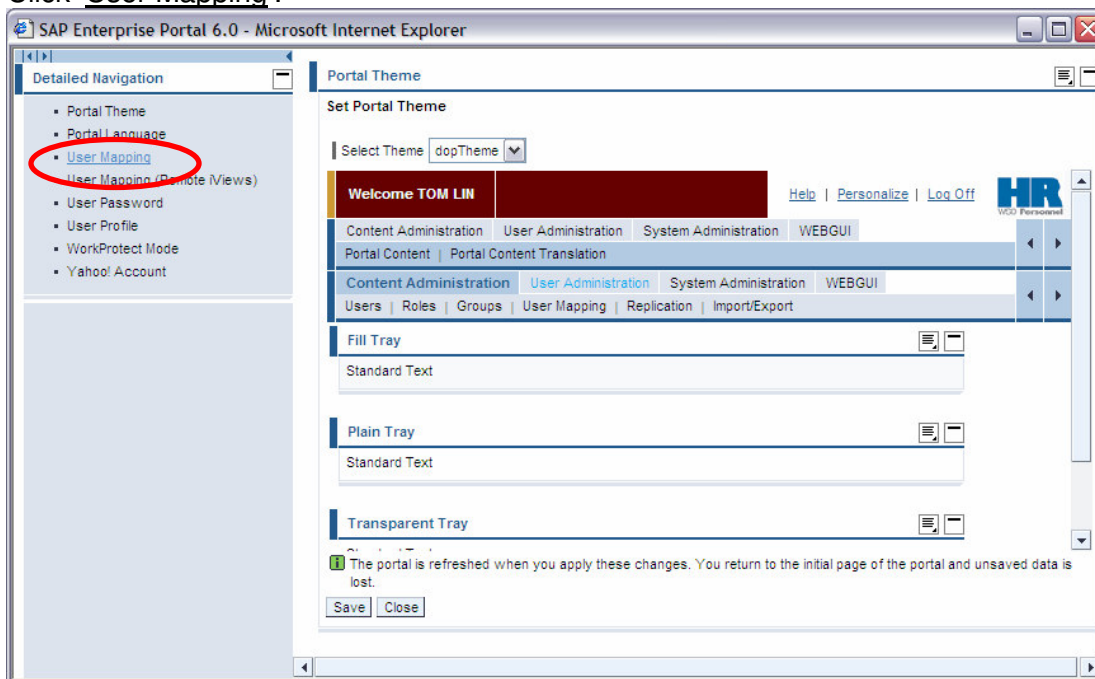 Click 'User Mapping'.
SAP Enterprise Portal 6.0 - Microsoft Internet Explorer
Detailed Navigation
Portal Theme
Portal Language
User Mapping
User Mapping (Remote iViews)
User Password
User Profile
WorkProtect Mode
Yahoo! Account
Portal Theme
Set Portal Theme
Select Theme dopTheme
Welcome TOM LIN Help | Personalize | Log Off HR
WSO Personnel
Content Administration User Administration System Administration WEBGUI
Portal Content | Portal Content Translation
Content Administration User Administration System Administration WEBGUI
Users | Roles | Groups | User Mapping | Replication | Import/Export
Fill Tray
Standard Text
Plain Tray
Standard Text
Transparent Tray
Standard Text
The portal is refreshed when you apply these changes. You return to the initial page of the portal and unsaved data is
lost.
Save Close